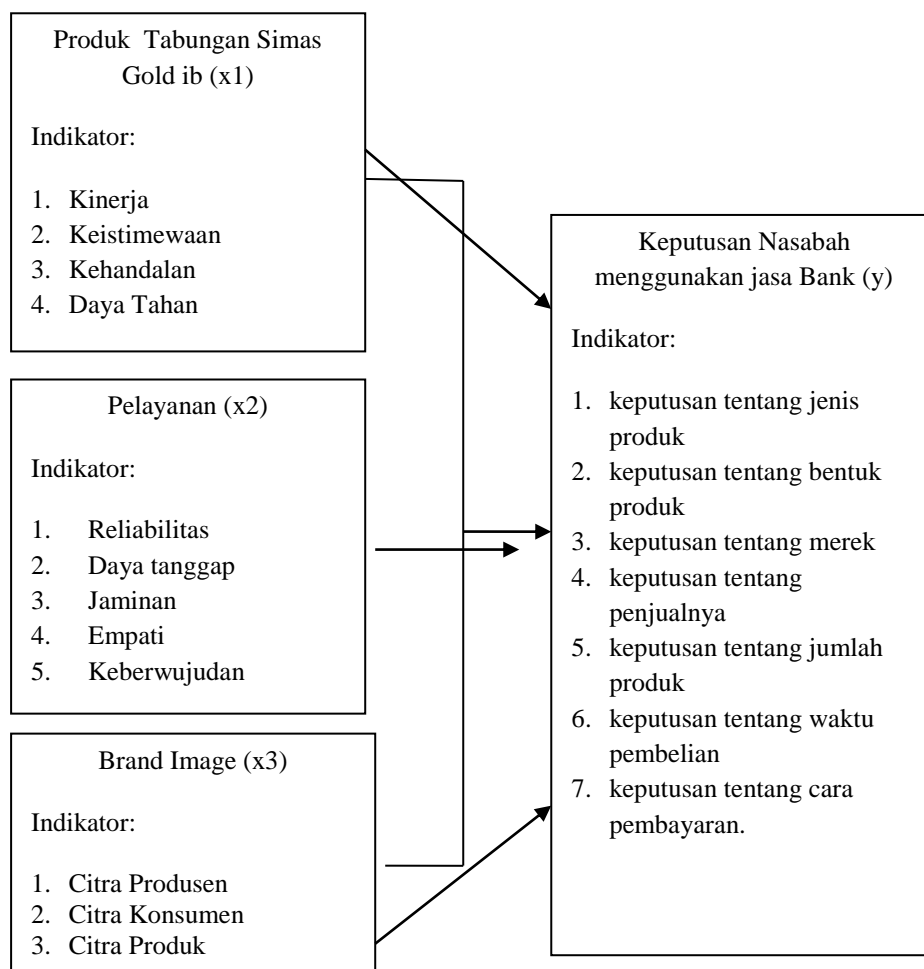 Produk Tabungan Simas
Gold ib (x1)
Indikator:
1. Kinerja
2. Keistimewaan
3. Kehandalan
4. Daya Tahan
Pelayanan (x2)
Indikator:
1. Reliabilitas
2. Daya tanggap
3. Jaminan
4. Empati
5. Keberwujudan
Brand Image (x3)
Indikator:
1. Citra Produsen
2. Citra Konsumen
3. Citra Produk
Keputusan Nasabah
menggunakan jasa Bank (y)
Indikator:
1. keputusan tentang jenis
produk
2. keputusan tentang bentuk
produk
3. keputusan tentang merek
4. keputusan tentang
penjualnya
5. keputusan tentang jumlah
produk
6. keputusan tentang waktu
pembelian
7. keputusan tentang cara
pembayaran.